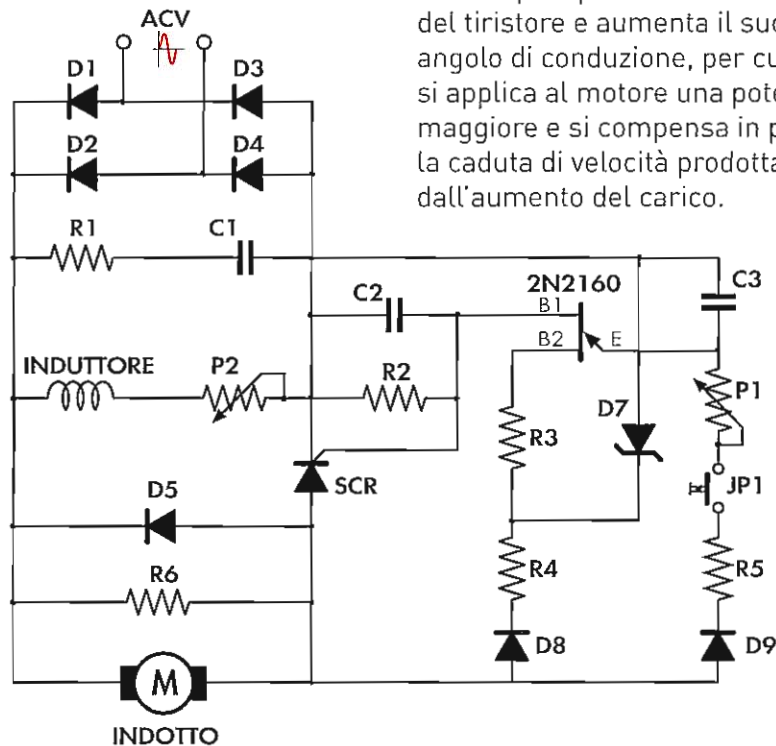 del tiristore e aumenta il suo
angolo di conduzione, per cu
si applica al motore una pote
maggiore e si compensa in p
la caduta di velocità prodotta
dall'aumento del carico.
ACV
D1 D3
D2 D4
R1 C1
C2
2N2160
B1
B2 E
C3
INDUTTORE P2
R2
P1
R3
D7
SCR
JP1
D5
R4
R5
R6
D8
D9
M
INDOTTO